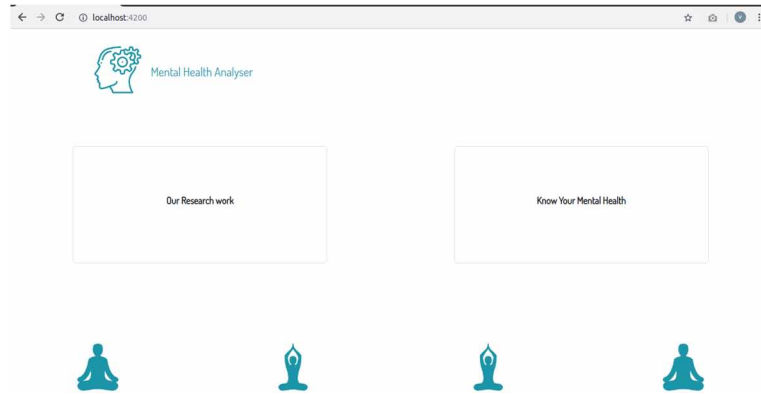 localhost:4200
Mental Health Analyser
Our Research work
Know Your Mental Health